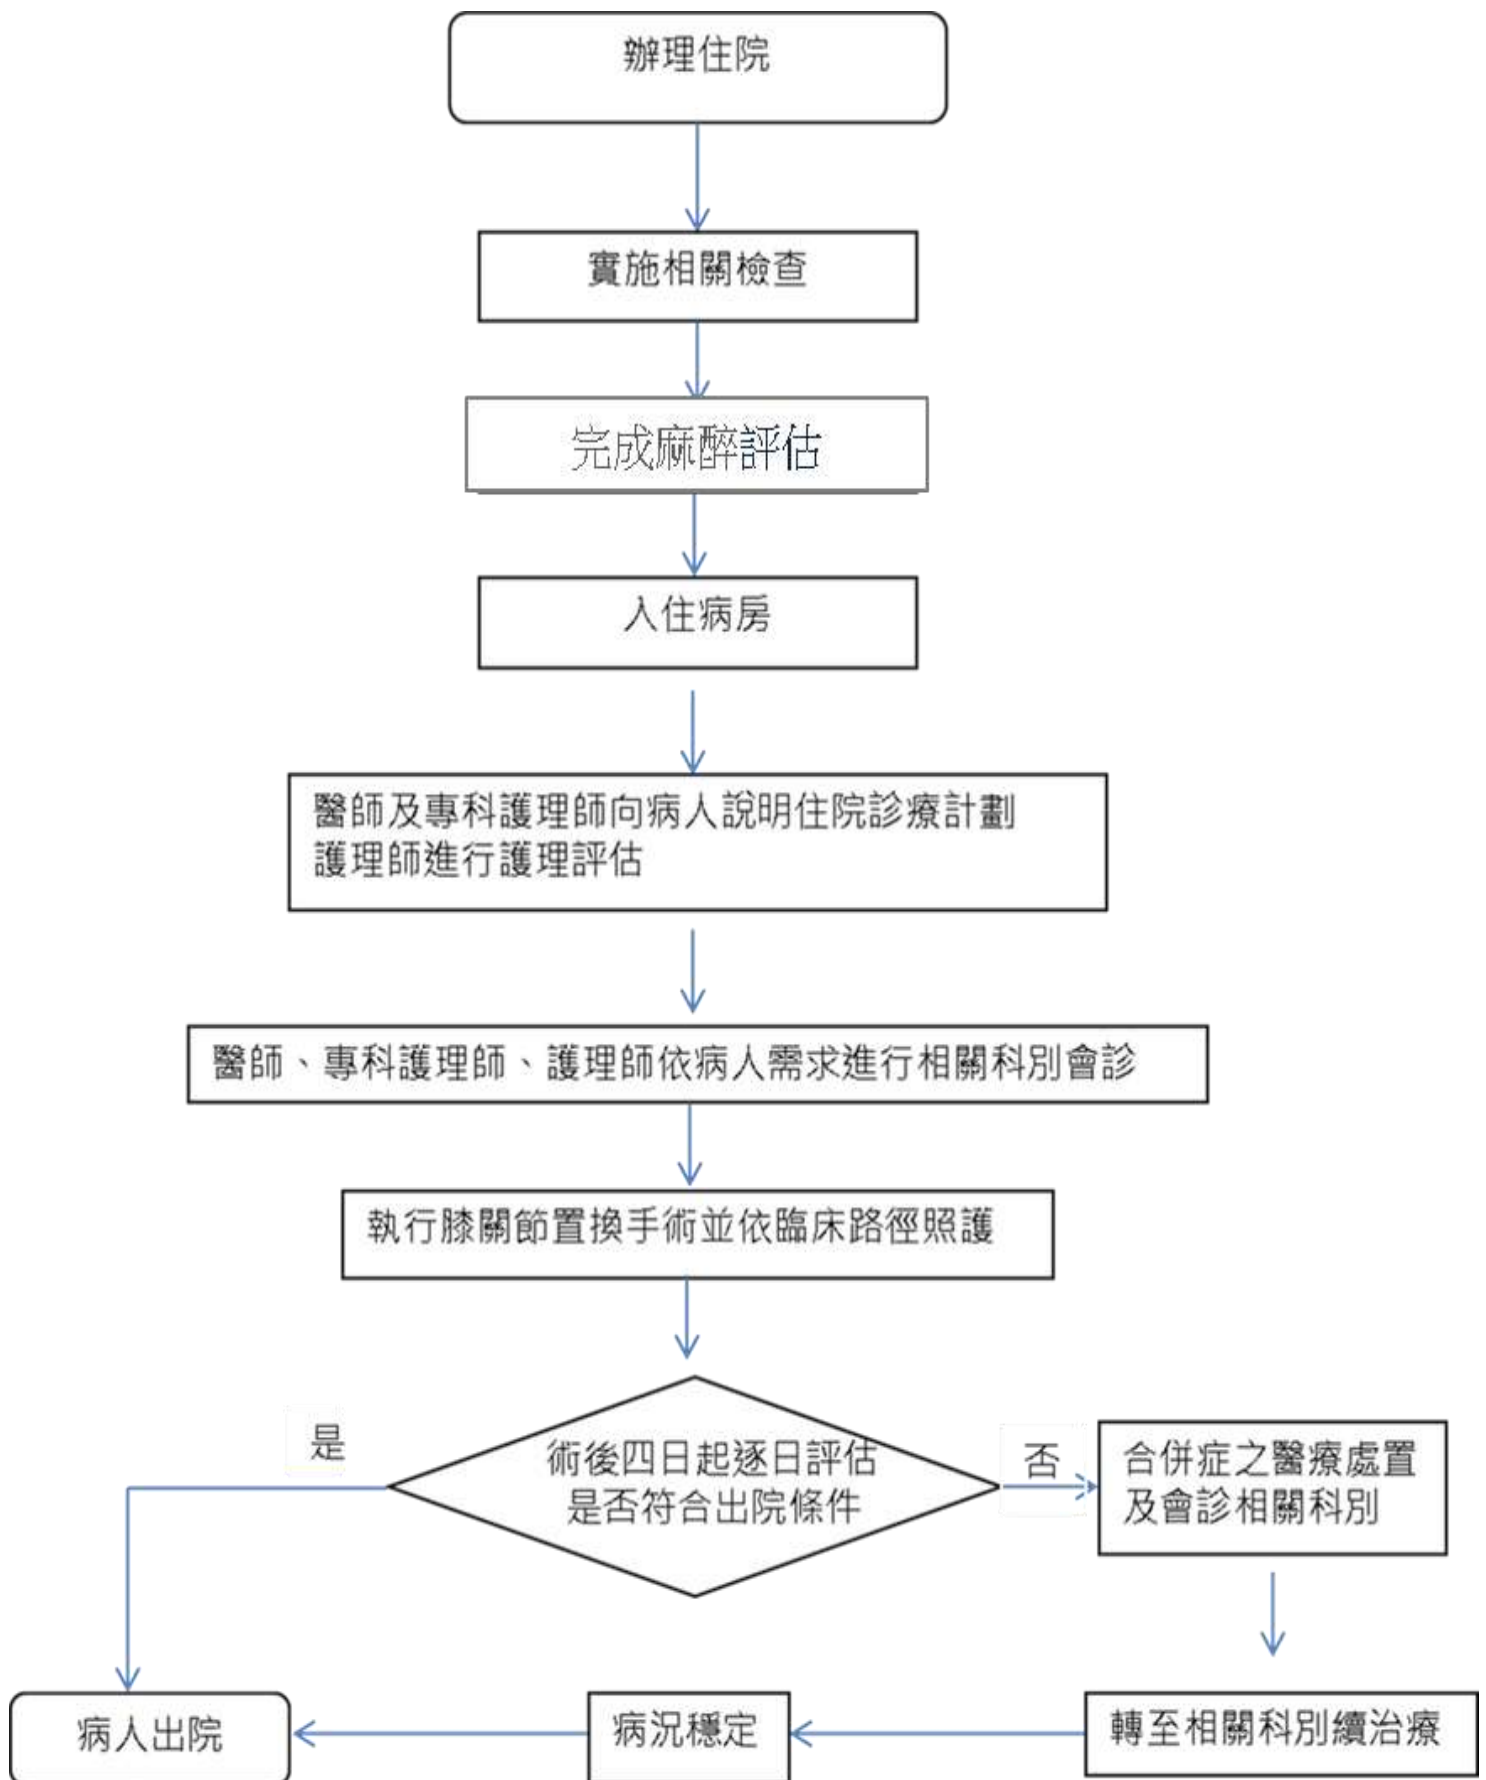 辦理住院
實施相關檢查
完成麻醉評估
入住病房
醫師及專科護理師向病人說明住院診療計劃
護理師進行護理評估
醫師、專科護理師、護理師依病人需求進行相關科別會診
執行膝關節置換手術並依臨床路徑照護
是
術後四日起逐日評估
是否符合出院條件
否
合併症之醫療處置
及會診相關科別
病人出院
病況穩定
轉至相關科別續治療